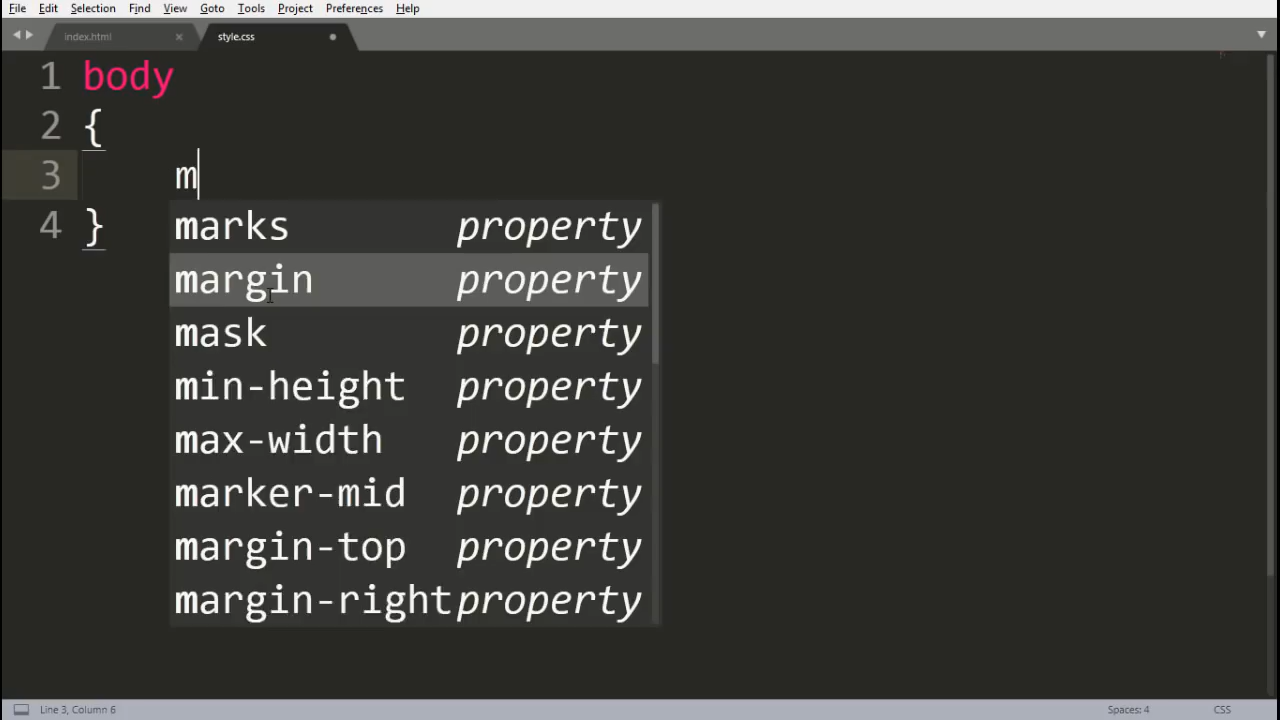 File Edit Selection Find View Goto Tools Project Preferences Help
index.html style.css
1 body
2 {
3 m
4 }
marks property
margin property
mask property
min-height property
max-width property
marker-mid property
margin-top property
margin-right property
Line 3, Column 6 Spaces: 4 CSS